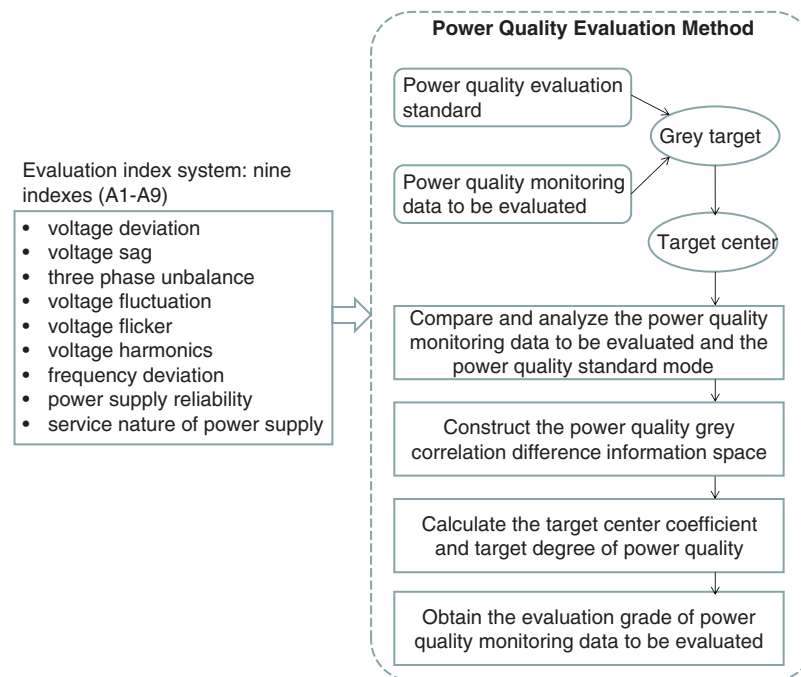 Power Quality Evaluation Method
Power quality evaluation
standard
Grey target
Power quality monitoring
data to be evaluated
Target center
Evaluation index system: nine
indexes (A1-A9)
• voltage deviation
• voltage sag
• three phase unbalance
• voltage fluctuation
• voltage flicker
• voltage harmonics
• frequency deviation
• power supply reliability
• service nature of power supply
Compare and analyze the power quality
monitoring data to be evaluated and the
power quality standard mode
Construct the power quality grey
correlation difference information space
Calculate the target center coefficient
and target degree of power quality
Obtain the evaluation grade of power
quality monitoring data to be evaluated